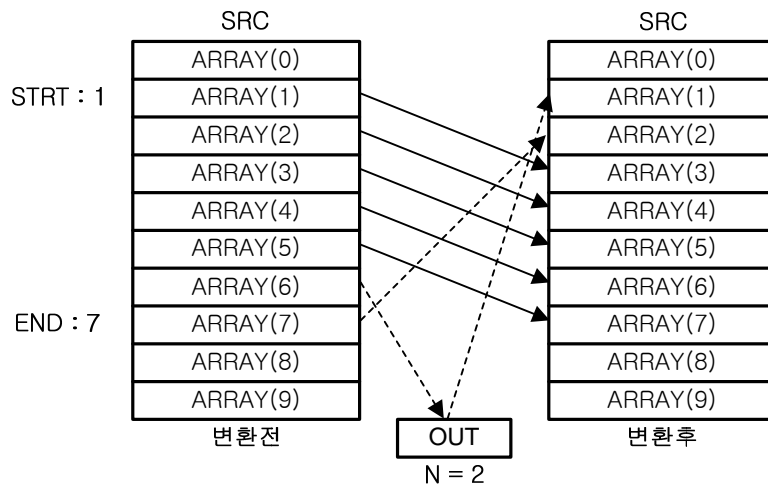 SRC
ARRAY(0)
STRT : 1
ARRAY(1)
ARRAY(2)
ARRAY(3)
ARRAY(4)
ARRAY(5)
ARRAY(6)
END : 7
ARRAY(7)
ARRAY(8)
ARRAY(9)
변환전
OUT
N = 2
SRC
ARRAY(0)
ARRAY(1)
ARRAY(2)
ARRAY(3)
ARRAY(4)
ARRAY(5)
ARRAY(6)
ARRAY(7)
ARRAY(8)
ARRAY(9)
변환후